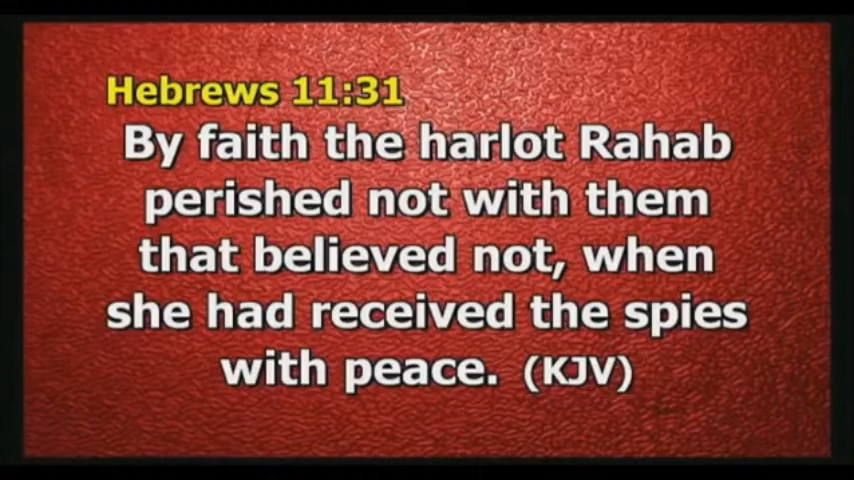 Hebrews 11:31
By faith the harlot Rahab
perished not with them
that believed not, when
she had received the spies
with peace. (KJV)